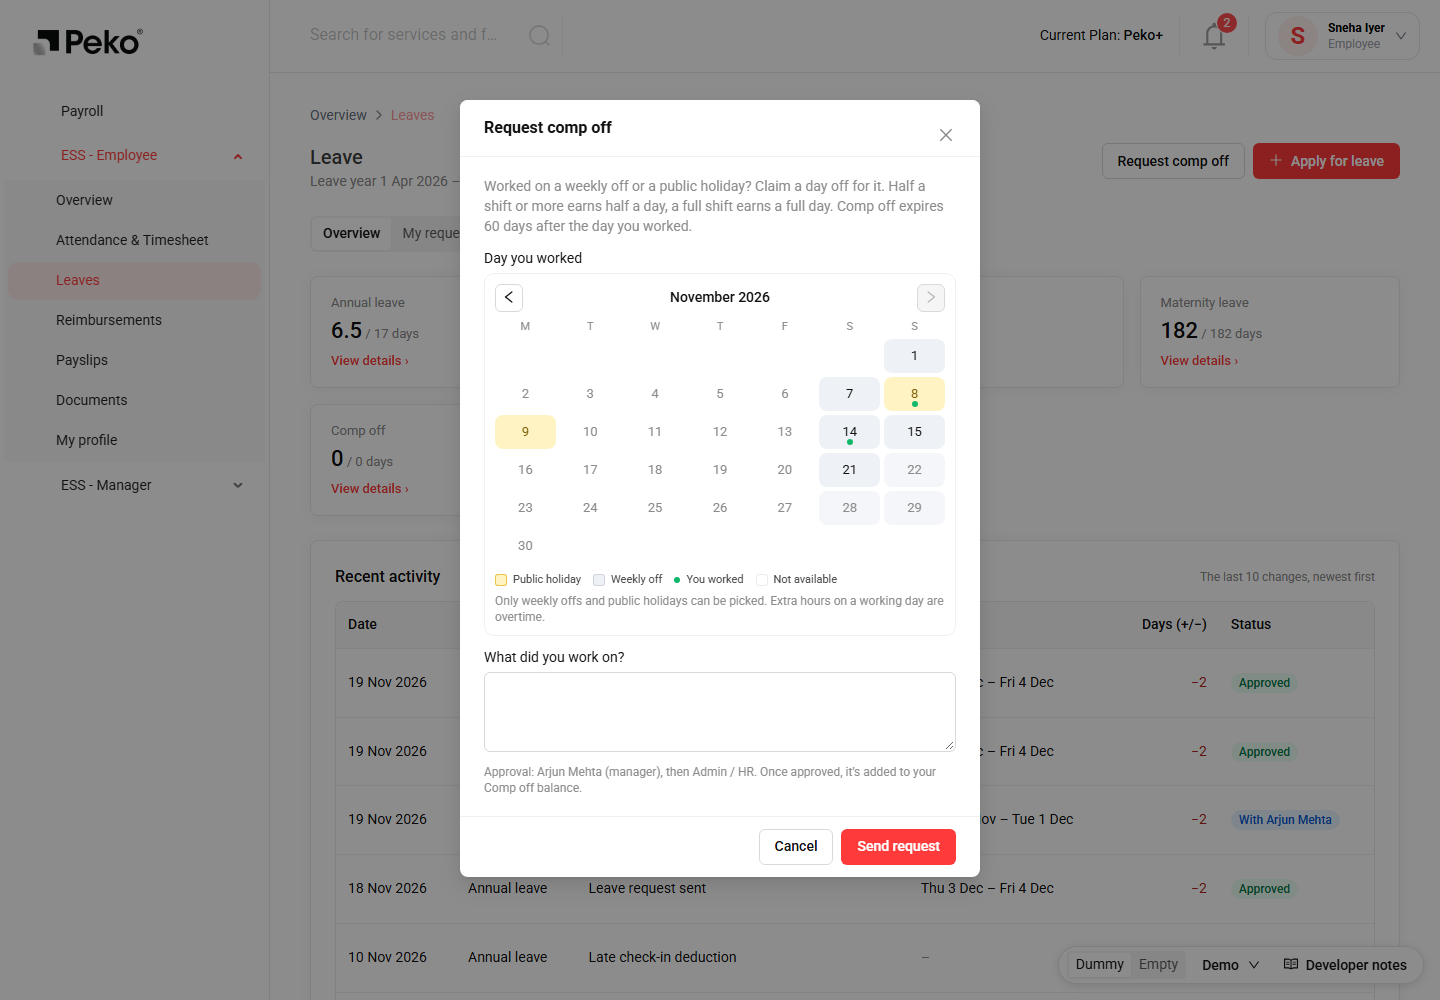 Peko®
Search for services and f...
Current Plan: Peko+
2
S
Sneha Iyer
Employee
Payroll
ESS - Employee
Overview
Attendance & Timesheet
Leaves
Reimbursements
Payslips
Documents
My profile
ESS - Manager
Overview > Leaves
Leave
Leave year 1 Apr 2026 –
Request comp off
+ Apply for leave
Overview
My reque
Annual leave
6.5 / 17 days
View details ›
Maternity leave
182 / 182 days
View details ›
Comp off
0 / 0 days
View details ›
Request comp off
Worked on a weekly off or a public holiday? Claim a day off for it. Half a
shift or more earns half a day, a full shift earns a full day. Comp off expires
60 days after the day you worked.
Day you worked
November 2026
M T W T F S S
1
2 3 4 5 6 7 8
9 10 11 12 13 14 15
16 17 18 19 20 21 22
23 24 25 26 27 28 29
30
Public holiday Weekly off You worked Not available
Only weekly offs and public holidays can be picked. Extra hours on a working day are
overtime.
What did you work on?
Approval: Arjun Mehta (manager), then Admin / HR. Once approved, it's added to your
Comp off balance.
Cancel
Send request
Recent activity
The last 10 changes, newest first
Date Days (+/−) Status
19 Nov 2026 – Fri 4 Dec −2 Approved
19 Nov 2026 – Fri 4 Dec −2 Approved
19 Nov 2026 – Tue 1 Dec −2 With Arjun Mehta
18 Nov 2026 Annual leave Leave request sent Thu 3 Dec – Fri 4 Dec −2 Approved
10 Nov 2026 Annual leave Late check-in deduction –
Dummy Empty Demo Developer notes